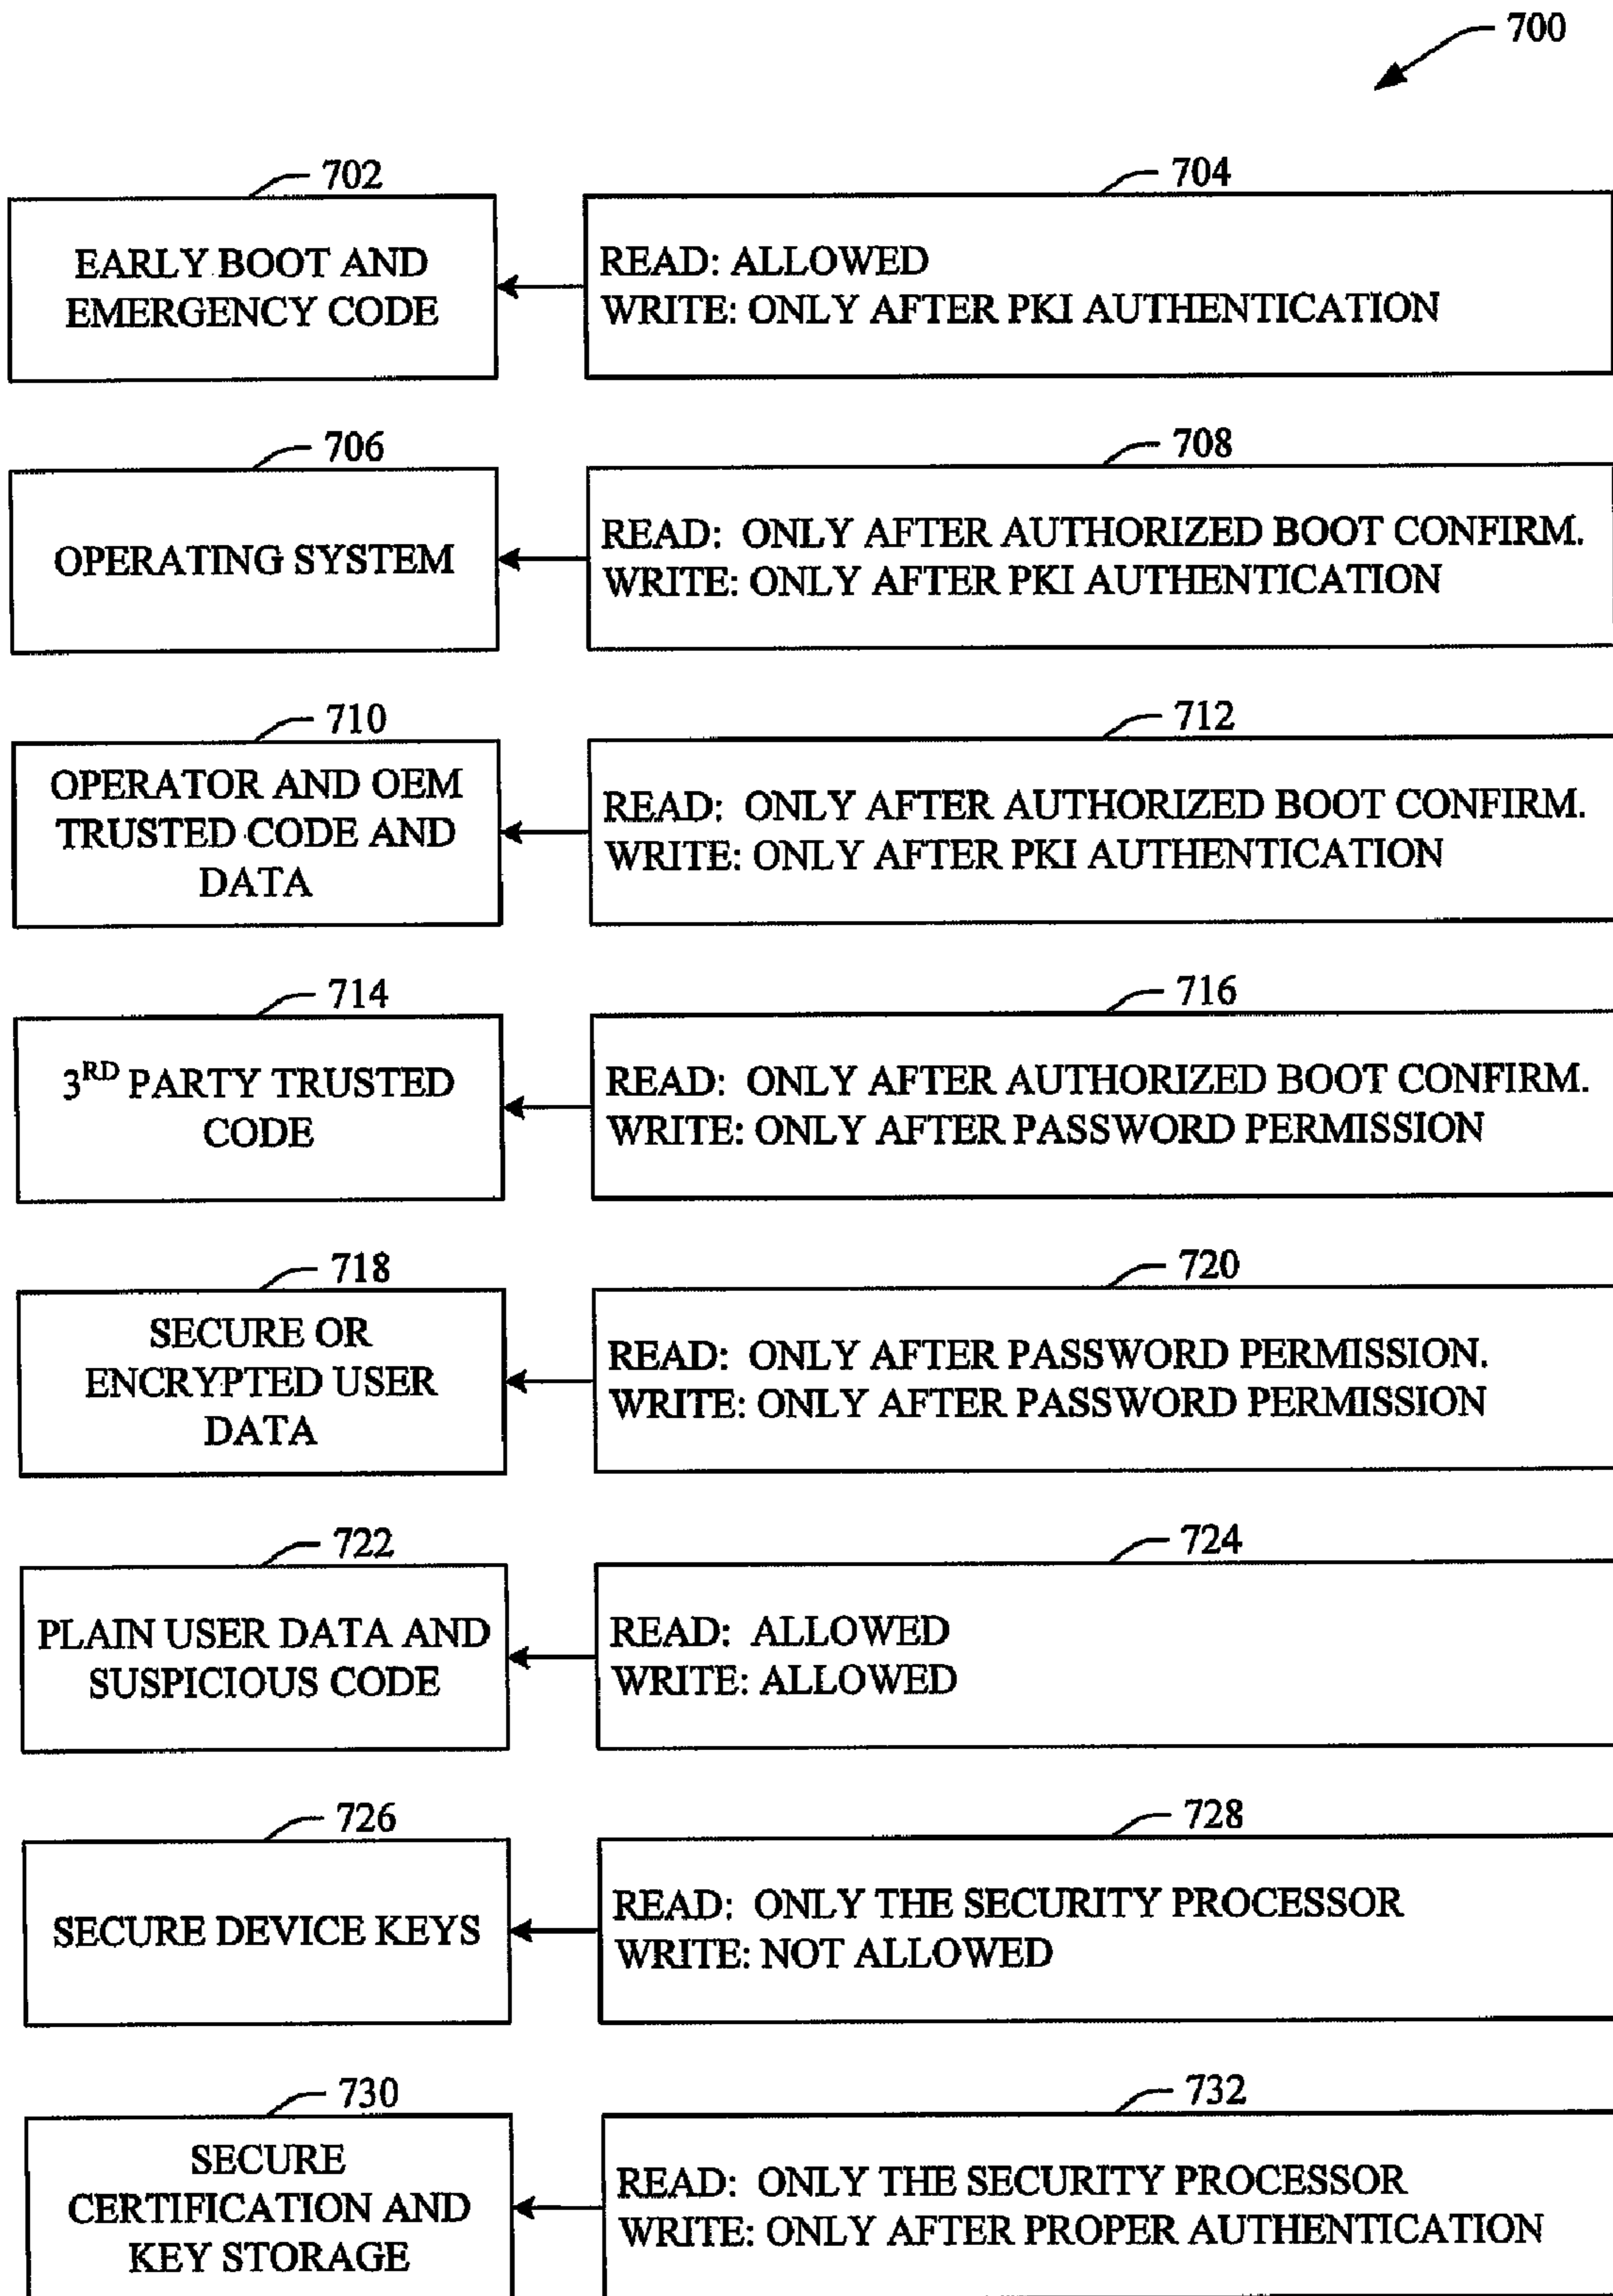 700
702
704
EARLY BOOT AND
EMERGENCY CODE
READ: ALLOWED
WRITE: ONLY AFTER PKI AUTHENTICATION
706
708
OPERATING SYSTEM
READ: ONLY AFTER AUTHORIZED BOOT CONFIRM.
WRITE: ONLY AFTER PKI AUTHENTICATION
710
712
OPERATOR AND OEM
TRUSTED CODE AND
DATA
READ: ONLY AFTER AUTHORIZED BOOT CONFIRM.
WRITE: ONLY AFTER PKI AUTHENTICATION
714
716
3RD PARTY TRUSTED
CODE
READ: ONLY AFTER AUTHORIZED BOOT CONFIRM.
WRITE: ONLY AFTER PASSWORD PERMISSION
718
720
SECURE OR
ENCRYPTED USER
DATA
READ: ONLY AFTER PASSWORD PERMISSION.
WRITE: ONLY AFTER PASSWORD PERMISSION
722
724
PLAIN USER DATA AND
SUSPICIOUS CODE
READ: ALLOWED
WRITE: ALLOWED
726
728
SECURE DEVICE KEYS
READ: ONLY THE SECURITY PROCESSOR
WRITE: NOT ALLOWED
730
732
SECURE
CERTIFICATION AND
KEY STORAGE
READ: ONLY THE SECURITY PROCESSOR
WRITE: ONLY AFTER PROPER AUTHENTICATION